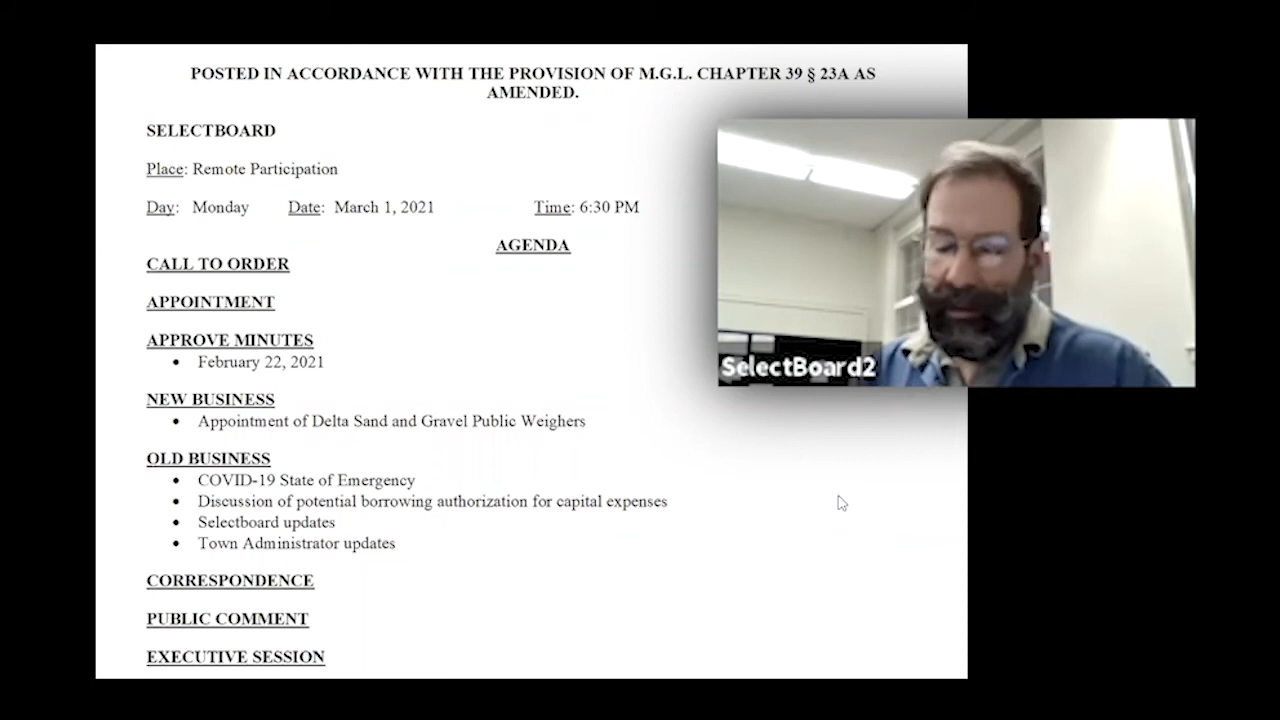 POSTED IN ACCORDANCE WITH THE PROVISION OF M.G.L. CHAPTER 39 § 23A AS
AMENDED.
SELECTBOARD
Place: Remote Participation
Day: Monday Date: March 1, 2021 Time: 6:30 PM
AGENDA
CALL TO ORDER
APPOINTMENT
APPROVE MINUTES
• February 22, 2021
NEW BUSINESS
• Appointment of Delta Sand and Gravel Public Weighers
OLD BUSINESS
• COVID-19 State of Emergency
• Discussion of potential borrowing authorization for capital expenses
• Selectboard updates
• Town Administrator updates
CORRESPONDENCE
PUBLIC COMMENT
EXECUTIVE SESSION
SelectBoard2